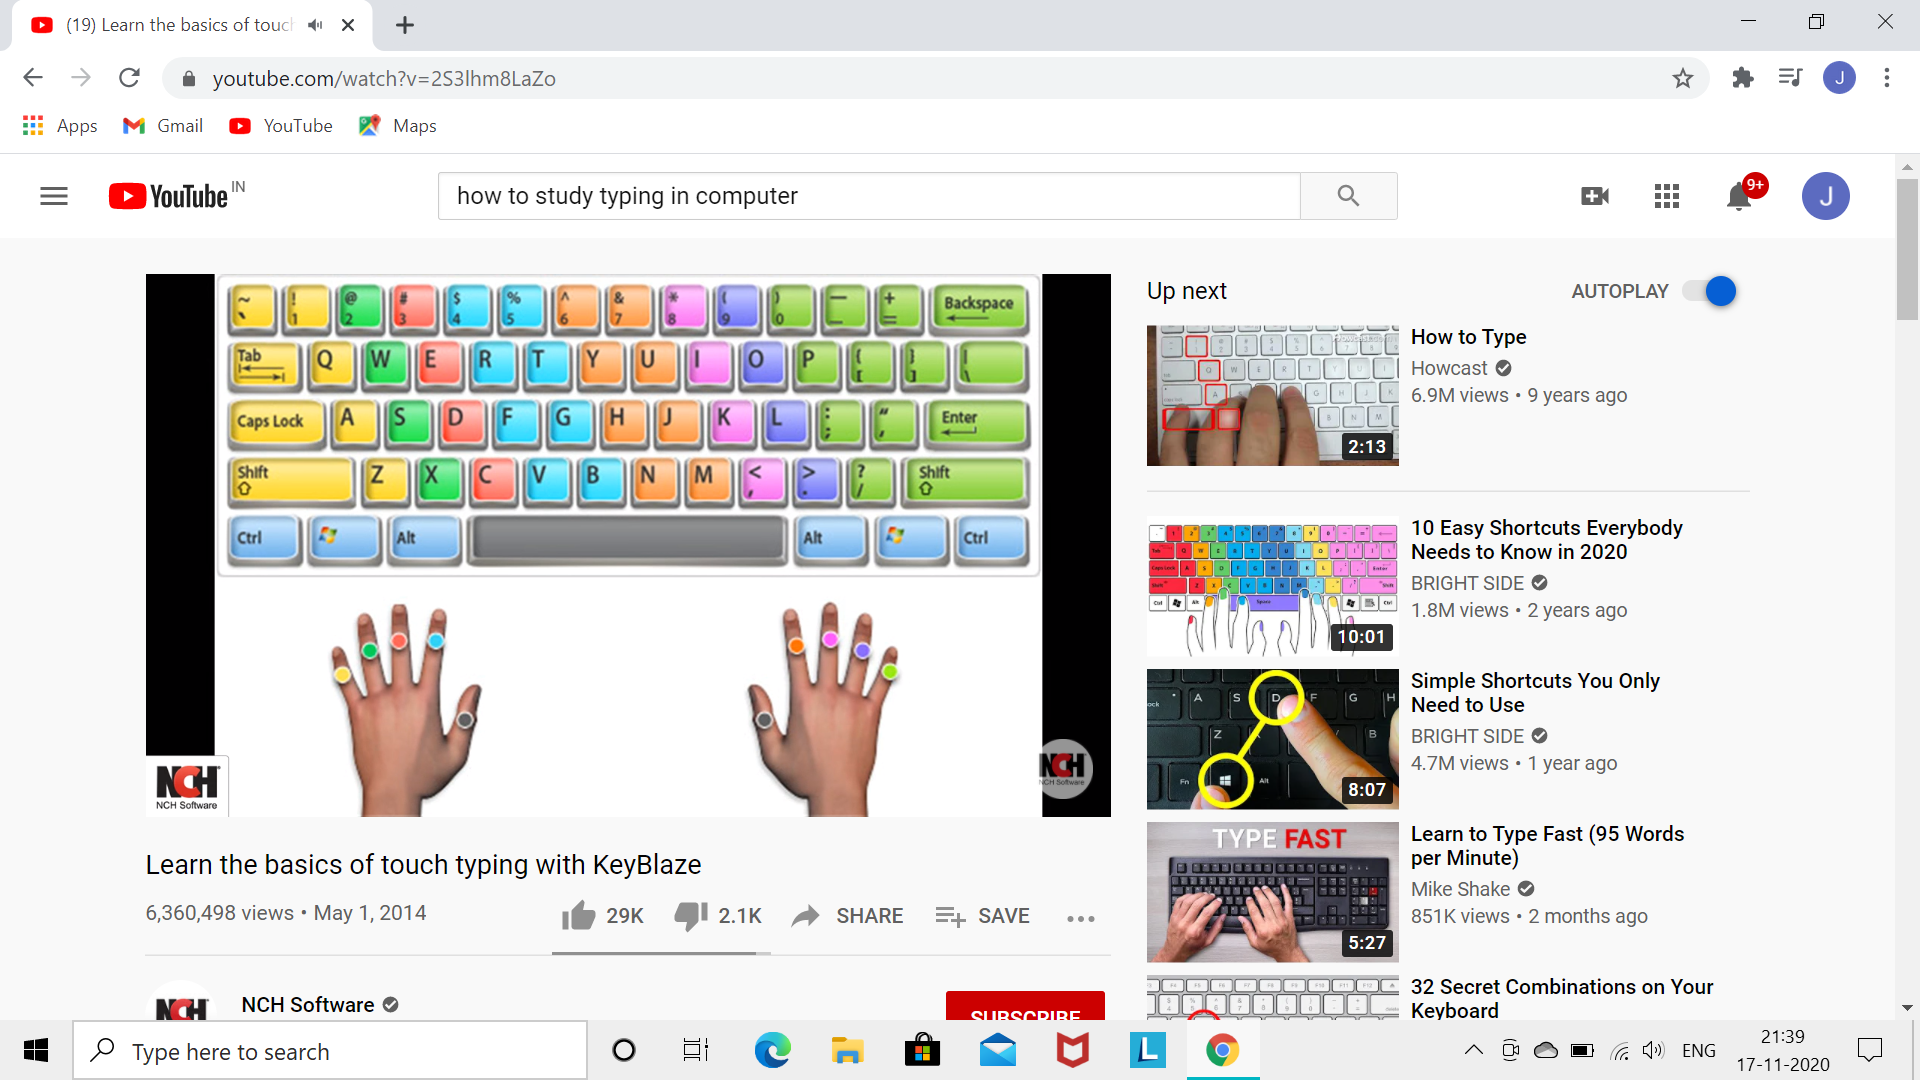 (19) Learn the basics of touch
youtube.com/watch?v=2S3lhm8LaZo
Apps Gmail YouTube Maps
YouTube IN
how to study typing in computer
9+
J
~ ` ! 1 @ 2 # 3 $ 4 % 5 ^ 6 & 7 * 8 ( 9 ) 0 — _ + = Backspace
Tab Q W E R T Y U I O P { [ } ] | \
Caps Lock A S D F G H J K L : ; " , Enter
Shift Z X C V B N M < , > . ? / Shift
Ctrl Alt Alt Ctrl
NCH
NCH Software
NCH
NCH Software
Learn the basics of touch typing with KeyBlaze
6,360,498 views • May 1, 2014
29K 2.1K SHARE SAVE
NCH
NCH Software
SUBSCRIBE
Up next
AUTOPLAY
2:13
How to Type
Howcast
6.9M views • 9 years ago
10:01
10 Easy Shortcuts Everybody
Needs to Know in 2020
BRIGHT SIDE
1.8M views • 2 years ago
8:07
Simple Shortcuts You Only
Need to Use
BRIGHT SIDE
4.7M views • 1 year ago
TYPE FAST
5:27
Learn to Type Fast (95 Words
per Minute)
Mike Shake
851K views • 2 months ago
32 Secret Combinations on Your
Keyboard
Type here to search
ENG
21:39
17-11-2020